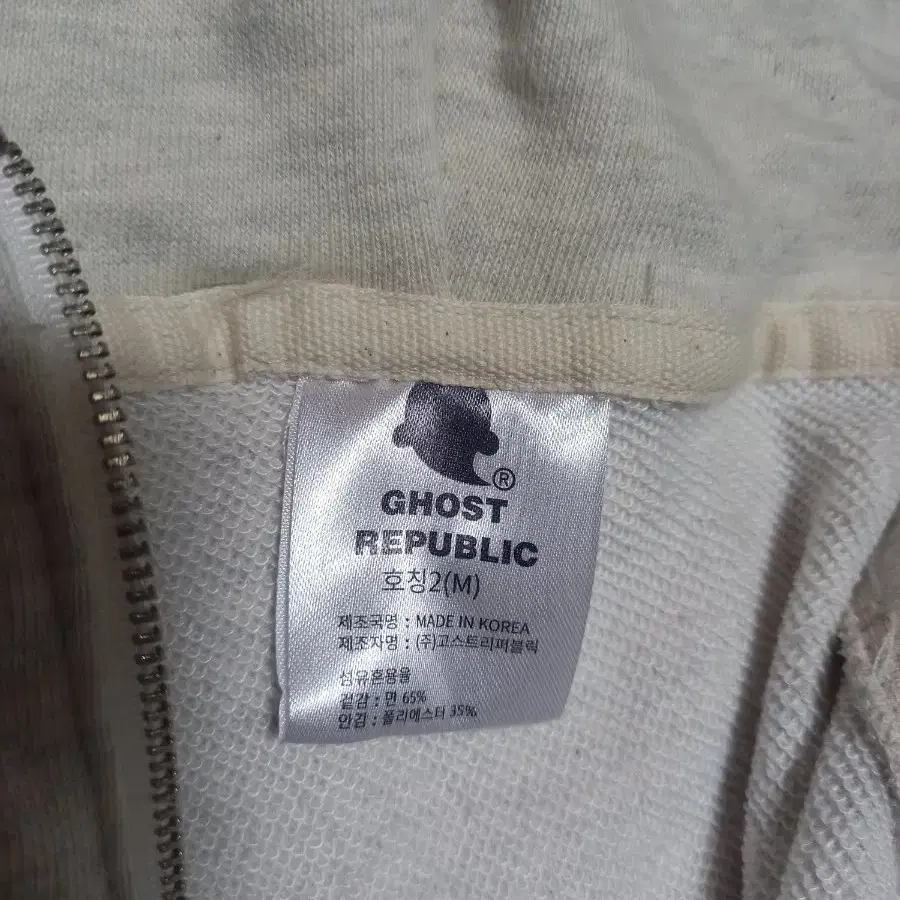 ®
GHOST
REPUBLIC
호칭2(M)
제조국명 : MADE IN KOREA
제조자명 : (주)고스트리퍼블릭
섬유혼용율
겉감 : 면 65%
안감 : 폴리에스터 35%